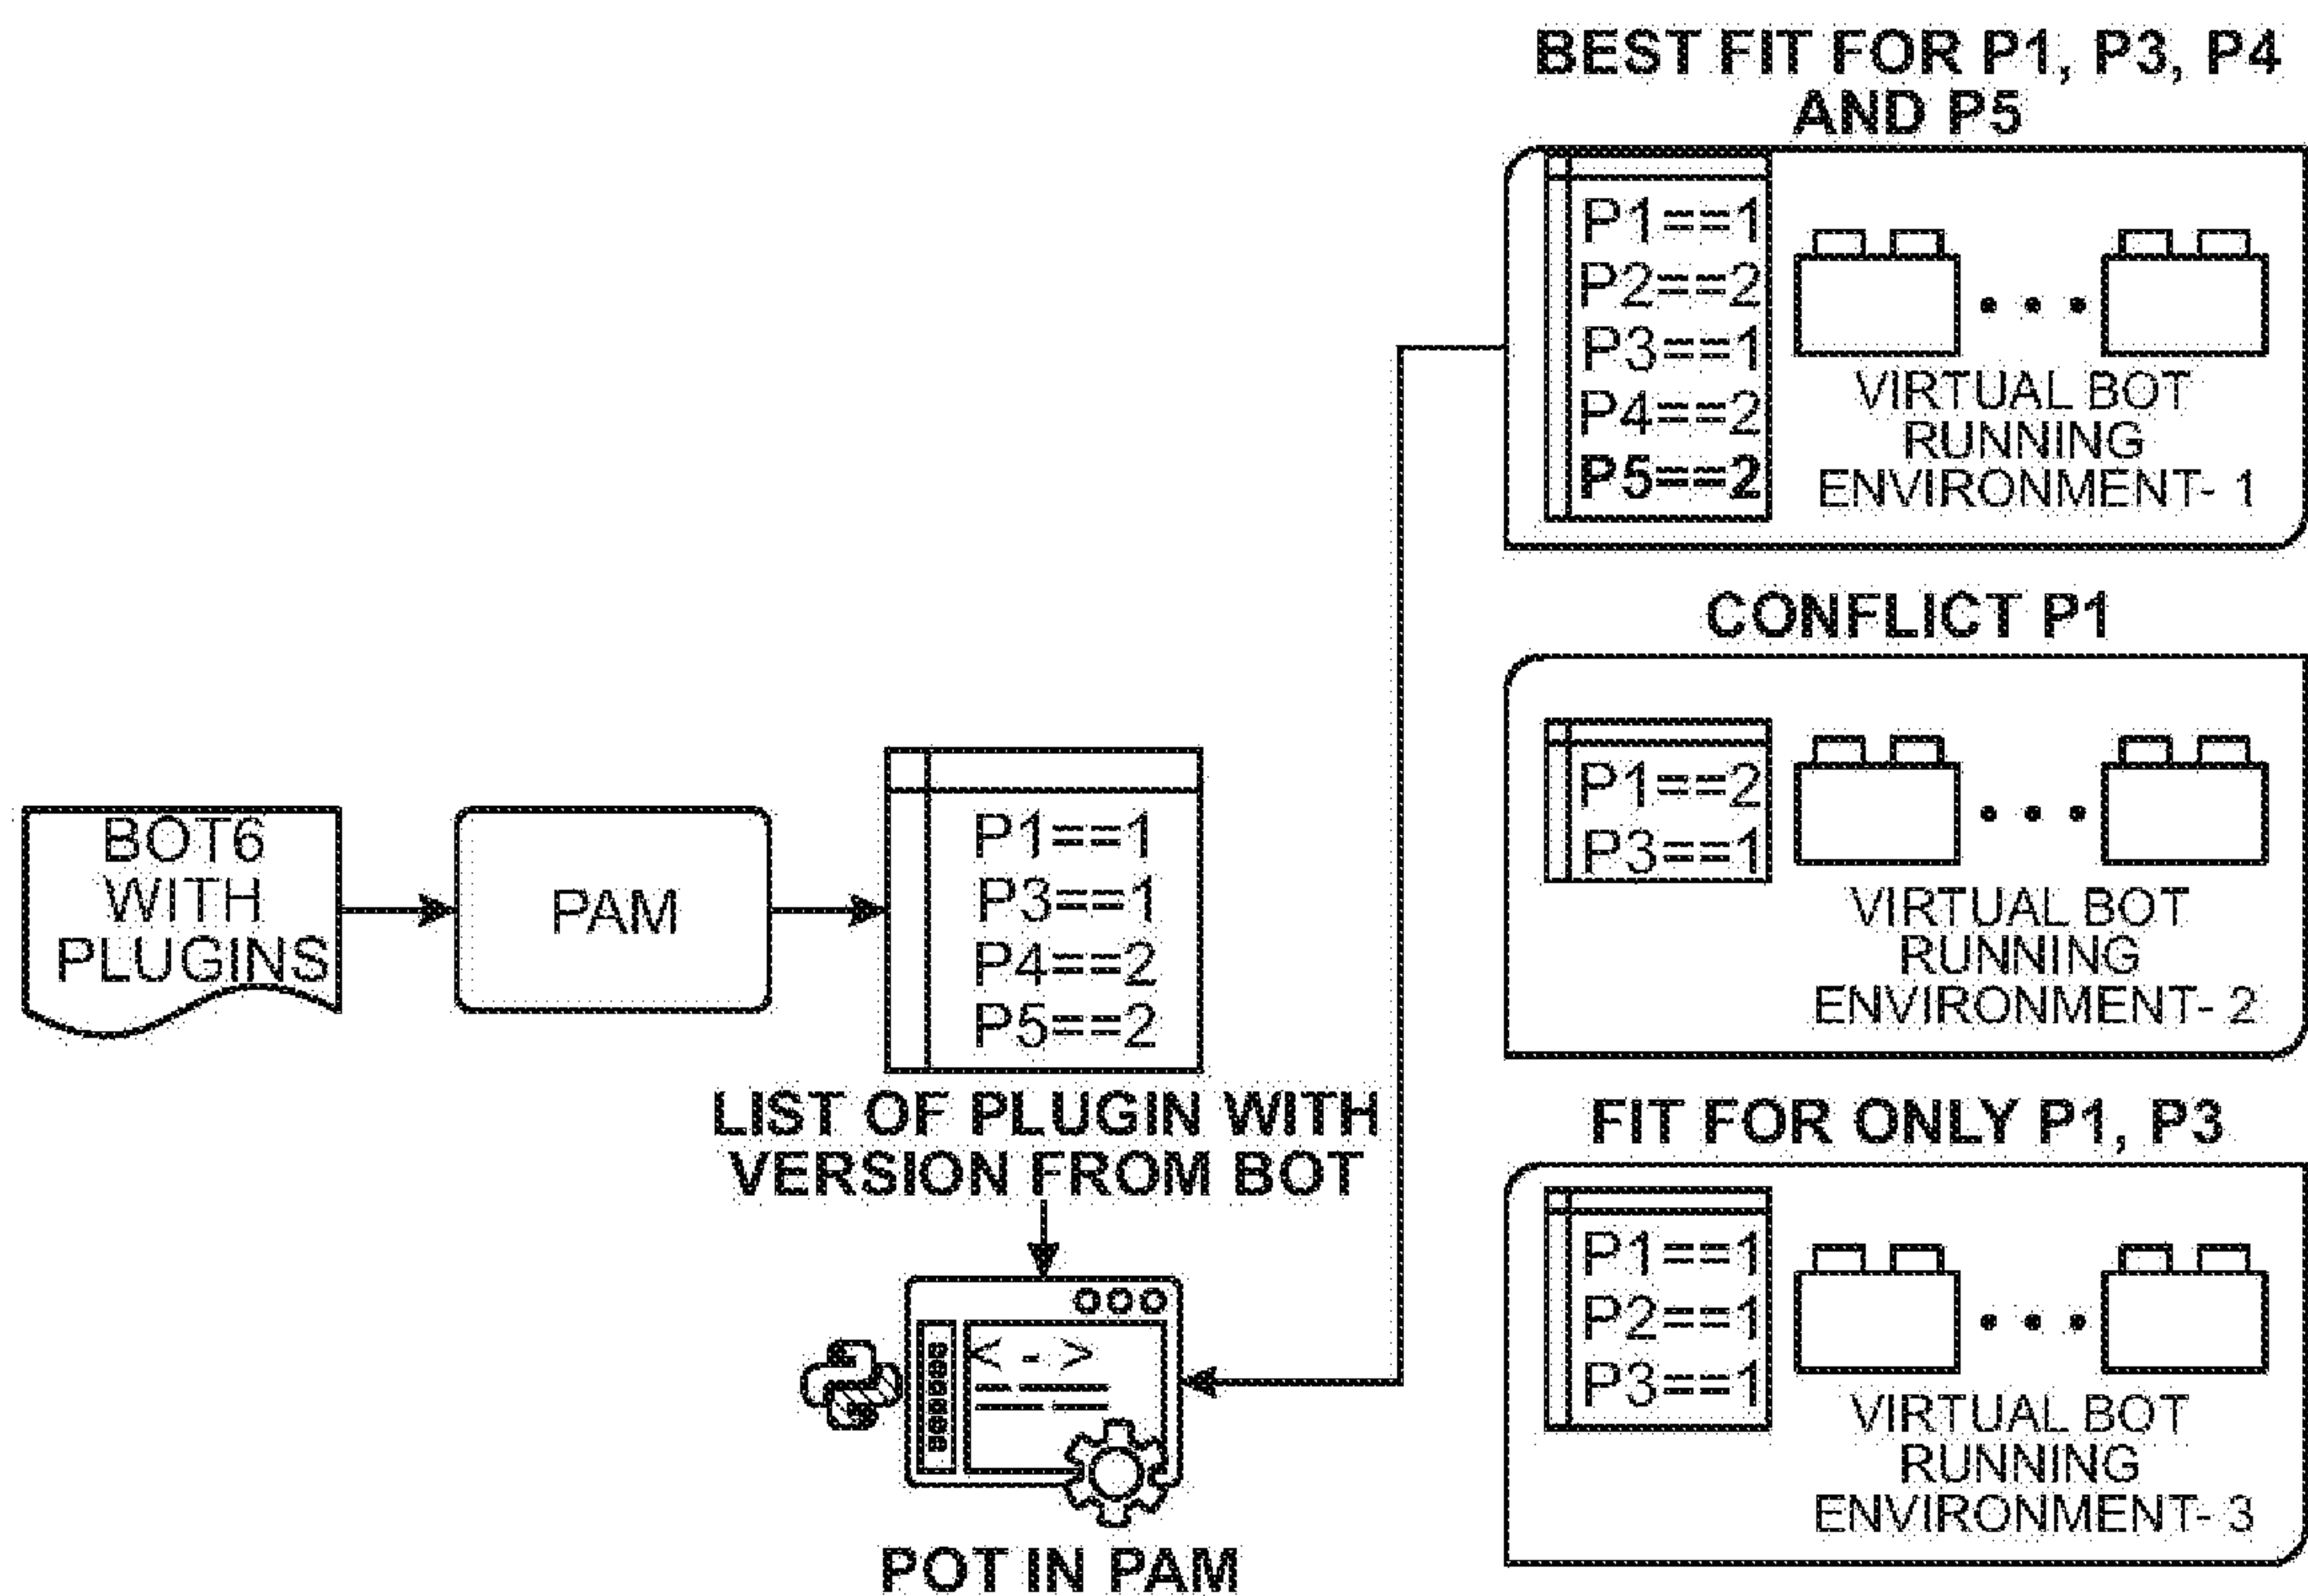 BEST FIT FOR P1, P3, P4
AND P5
P1==1
P2==2
P3==1
P4==2
P5==2
VIRTUAL BOT
RUNNING
ENVIRONMENT- 1
CONFLICT P1
P1==2
P3==1
VIRTUAL BOT
RUNNING
ENVIRONMENT- 2
BOT6
WITH
PLUGINS
PAM
P1==1
P3==1
P4==2
P5==2
LIST OF PLUGIN WITH
VERSION FROM BOT
FIT FOR ONLY P1, P3
P1==1
P2==1
P3==1
VIRTUAL BOT
RUNNING
ENVIRONMENT- 3
< - >
POT IN PAM